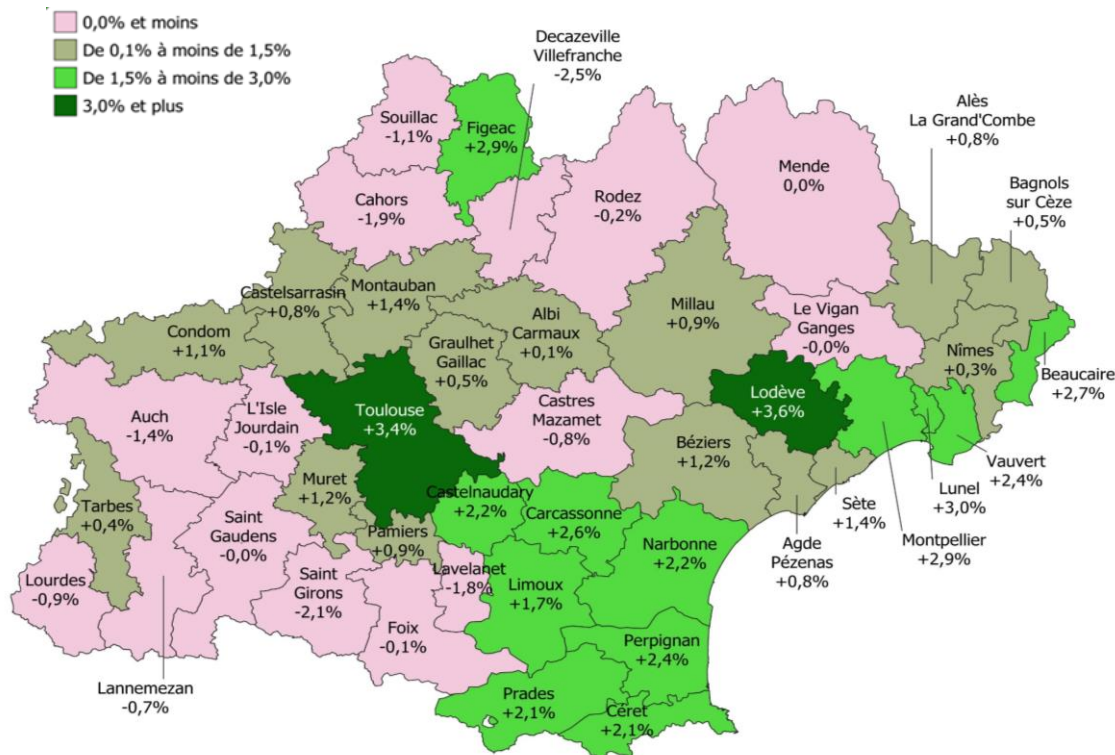 0,0% et moins
De 0,1% à moins de 1,5%
De 1,5% à moins de 3,0%
3,0% et plus
Decazeville
Villefranche
-2,5%
Souillac
-1,1%
Figeac
+2,9%
Alès
La Grand'Combe
+0,8%
Mende
0,0%
Cahors
-1,9%
Rodez
-0,2%
Bagnols
sur Cèze
+0,5%
Castelsarrasin
+0,8%
Montauban
+1,4%
Albi
Carmaux
+0,1%
Millau
+0,9%
Le Vigan
Ganges
-0,0%
Condom
+1,1%
Graulhet
Gaillac
+0,5%
Nîmes
+0,3%
Beaucaire
+2,7%
Auch
-1,4%
L'Isle
Jourdain
-0,1%
Toulouse
+3,4%
Castres
Mazamet
-0,8%
Lodève
+3,6%
Béziers
+1,2%
Vauvert
+2,4%
Muret
+1,2%
Castelnaudary
+2,2%
Carcassonne
+2,6%
Sète
+1,4%
Lunel
+3,0%
Tarbes
+0,4%
Saint
Gaudens
-0,0%
Pamiers
+0,9%
Narbonne
+2,2%
Agde
Pézenas
+0,8%
Montpellier
+2,9%
Lourdes
-0,9%
Saint
Girons
-2,1%
Lavelanet
-1,8%
Limoux
+1,7%
Foix
-0,1%
Perpignan
+2,4%
Lannemezan
-0,7%
Prades
+2,1%
Céret
+2,1%